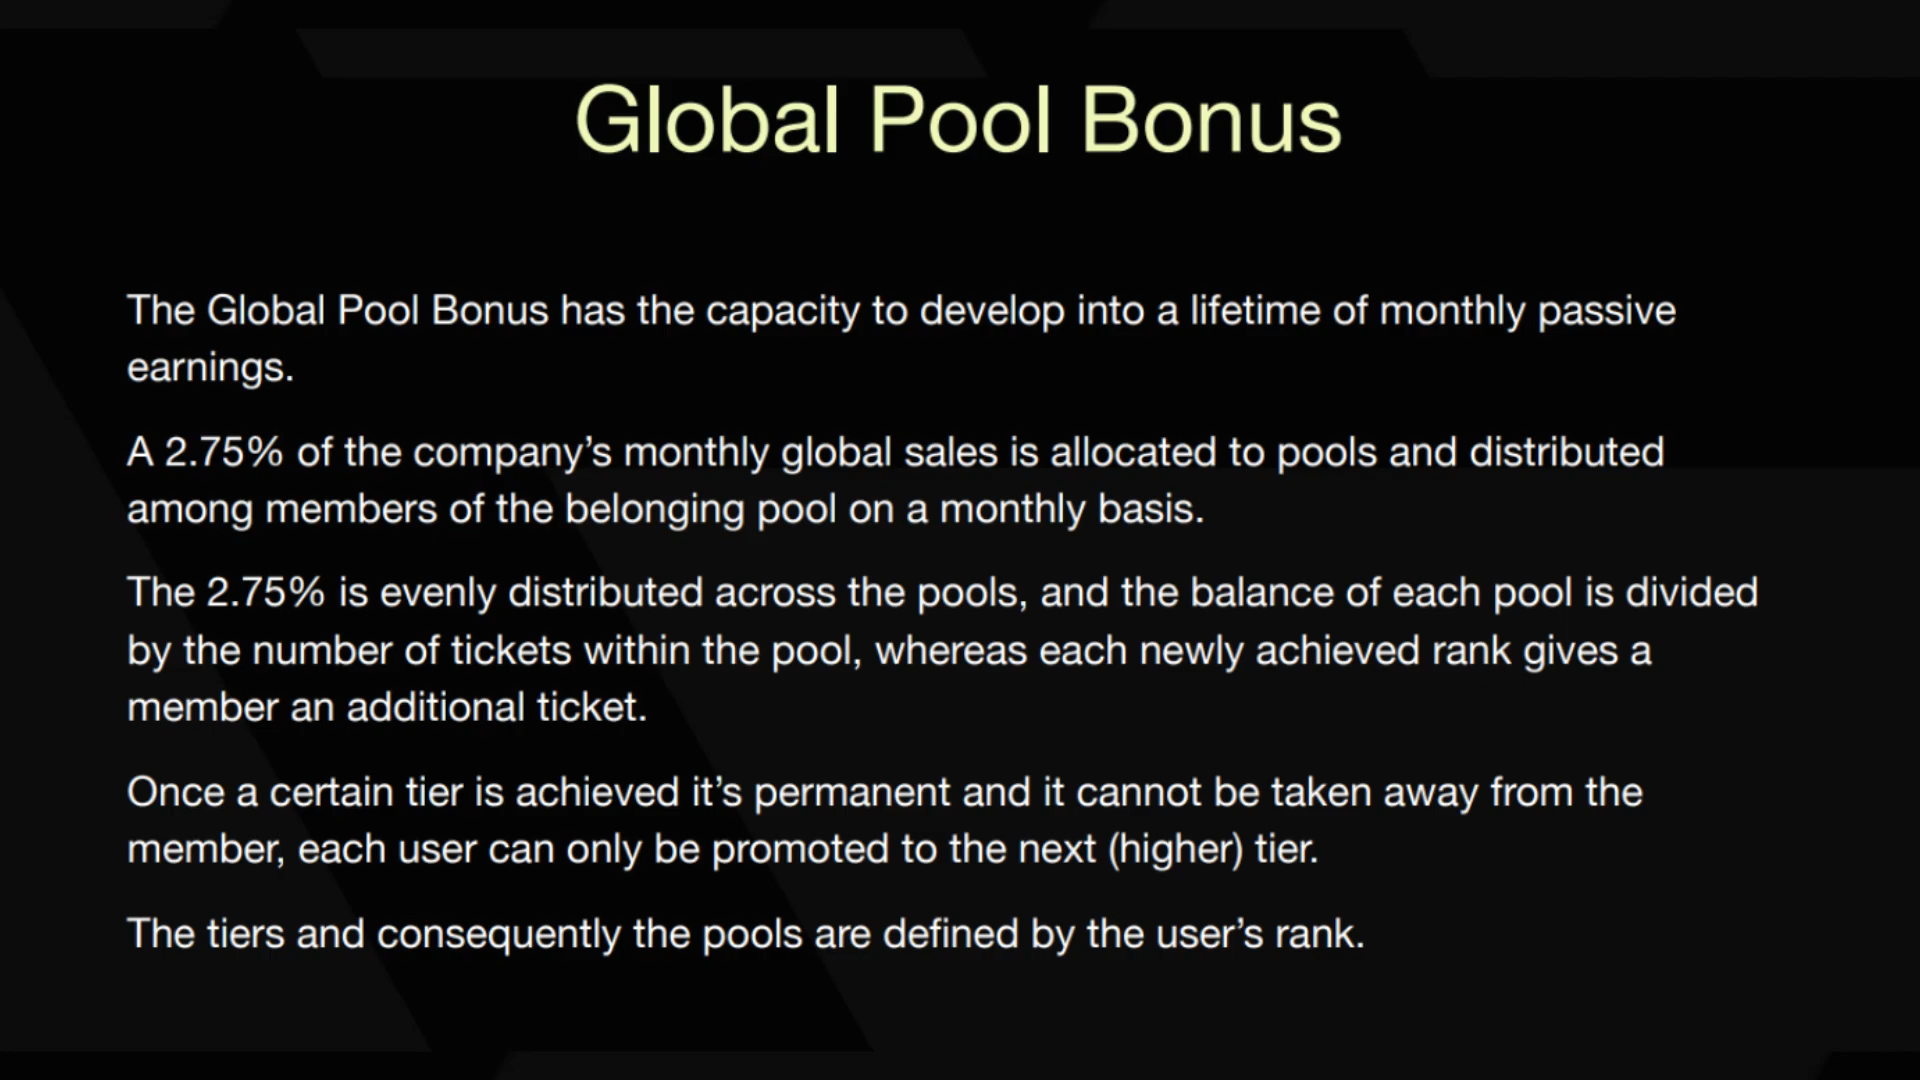 Global Pool Bonus
The Global Pool Bonus has the capacity to develop into a lifetime of monthly passive
earnings.
A 2.75% of the company’s monthly global sales is allocated to pools and distributed
among members of the belonging pool on a monthly basis.
The 2.75% is evenly distributed across the pools, and the balance of each pool is divided
by the number of tickets within the pool, whereas each newly achieved rank gives a
member an additional ticket.
Once a certain tier is achieved it’s permanent and it cannot be taken away from the
member, each user can only be promoted to the next (higher) tier.
The tiers and consequently the pools are defined by the user’s rank.